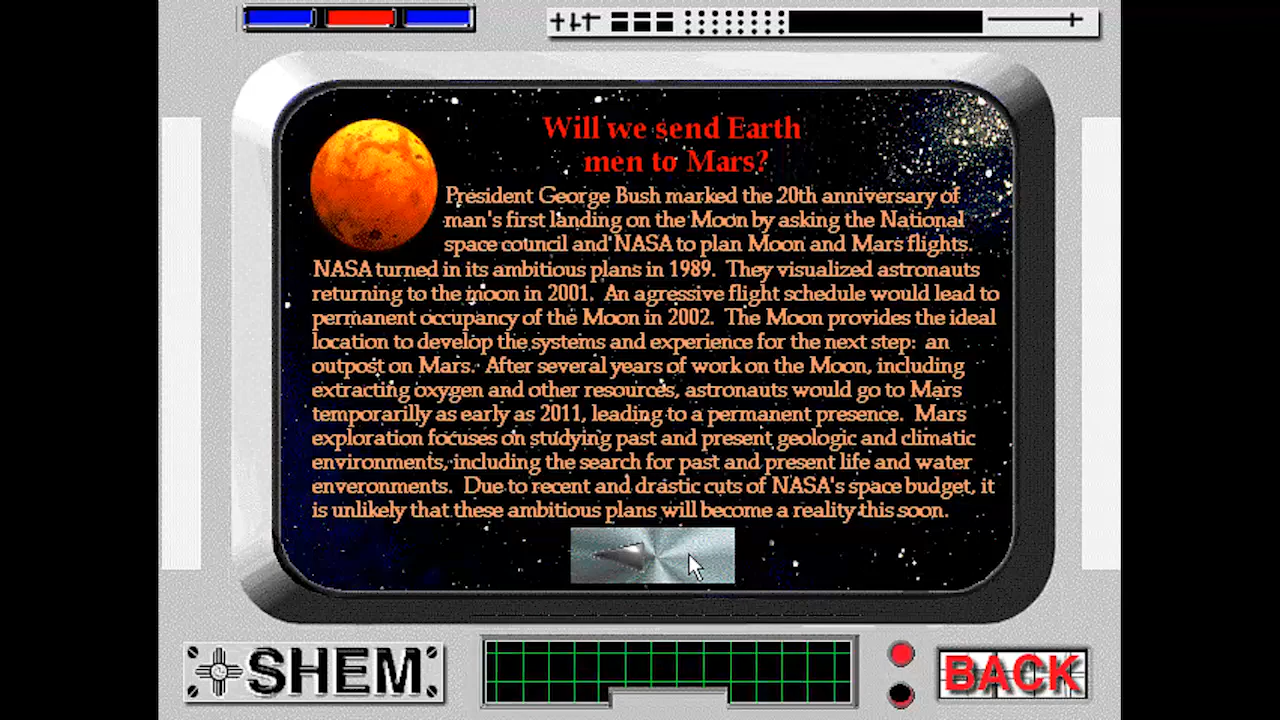 Will we send Earth
men to Mars?
President George Bush marked the 20th anniversary of
man's first landing on the Moon by asking the National
space council and NASA to plan Moon and Mars flights.
NASA turned in its ambitious plans in 1989. They visualized astronauts
returning to the moon in 2001. An agressive flight schedule would lead to
permanent occupancy of the Moon in 2002. The Moon provides the ideal
location to develop the systems and experience for the next step: an
outpost on Mars. After several years of work on the Moon, including
extracting oxygen and other resources, astronauts would go to Mars
temporarilly as early as 2011, leading to a permanent presence. Mars
exploration focuses on studying past and present geologic and climatic
environments, including the search for past and present life and water
enveronments. Due to recent and drastic cuts of NASA's space budget, it
is unlikely that these ambitious plans will become a reality this soon.
SHEM
BACK